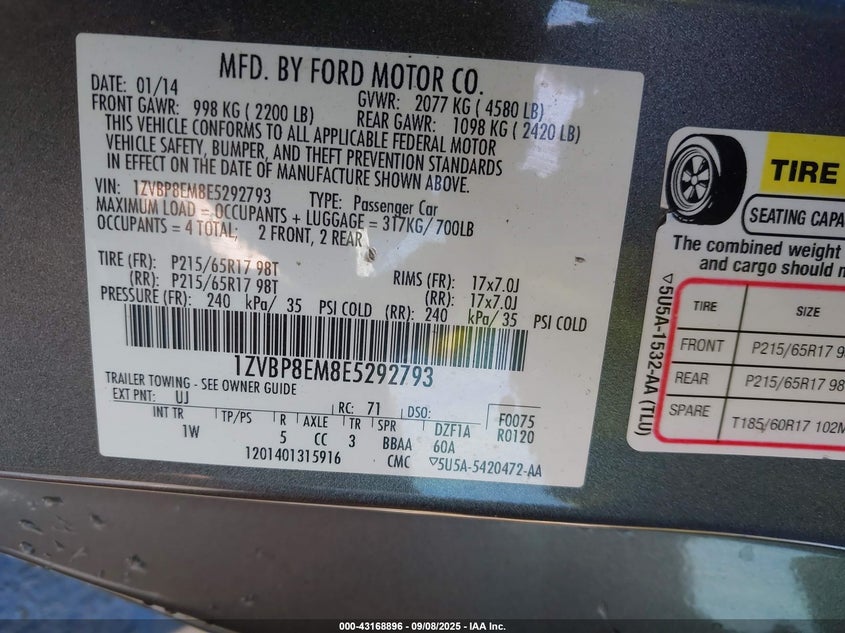 MFD. BY FORD MOTOR CO.
DATE: 01/14
GVWR: 2077 KG ( 4580 LB)
FRONT GAWR: 998 KG ( 2200 LB)
REAR GAWR: 1098 KG ( 2420 LB)
THIS VEHICLE CONFORMS TO ALL APPLICABLE FEDERAL MOTOR
VEHICLE SAFETY, BUMPER, AND THEFT PREVENTION STANDARDS
IN EFFECT ON THE DATE OF MANUFACTURE SHOWN ABOVE.
VIN: 1ZVBP8EM8E5292793 TYPE: Passenger Car
MAXIMUM LOAD = OCCUPANTS + LUGGAGE = 317KG/ 700LB
OCCUPANTS = 4 TOTAL; 2 FRONT, 2 REAR
TIRE (FR): P215/65R17 98T RIMS (FR): 17x7.0J
(RR): P215/65R17 98T (RR): 17x7.0J
PRESSURE (FR): 240 kPa/ 35 PSI COLD (RR): 240 kPa/ 35 PSI COLD
1ZVBP8EM8E5292793
TRAILER TOWING - SEE OWNER GUIDE
EXT PNT: UJ RC: 71 DSO: F0075
INT TR TP/PS R AXLE TR SPR DZF1A R0120
1W 5 CC 3 BBAA 60A
1201401315916 CMC ▽5U5A-5420472-AA
TIRE
SEATING CAPA
The combined weight
and cargo should
▽5U5A-1532-AA (TLU)
TIRE SIZE
FRONT P215/65R17
REAR P215/65R17 98
SPARE T185/60R17 102M
000-43168896 - 09/08/2025 - IAA Inc.